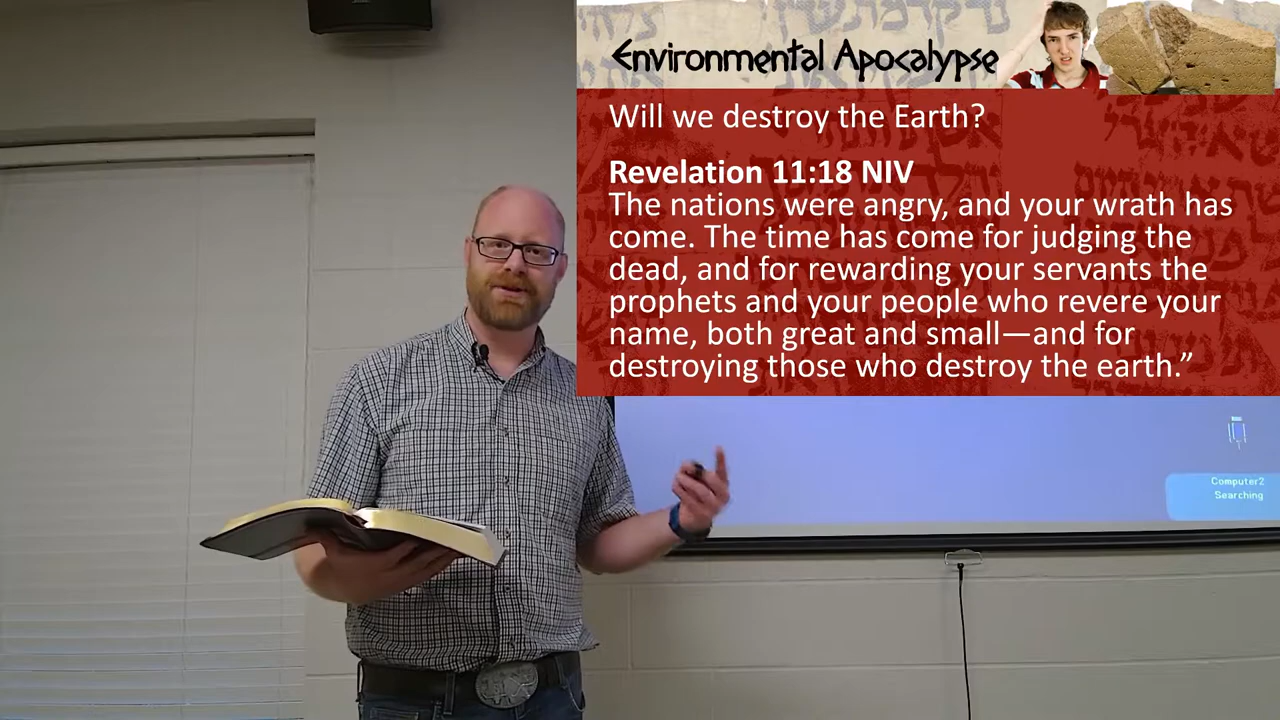 Environmental Apocalypse
Will we destroy the Earth?
Revelation 11:18 NIV
The nations were angry, and your wrath has
come. The time has come for judging the
dead, and for rewarding your servants the
prophets and your people who revere your
name, both great and small—and for
destroying those who destroy the earth.”
Computer2
Searching